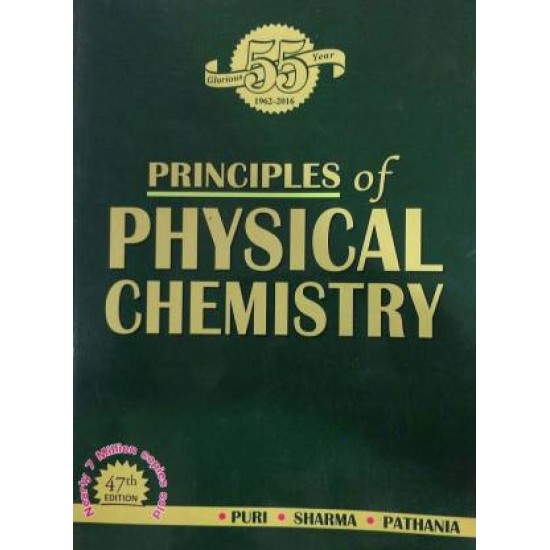 55
Glorious Year
1962-2016
PRINCIPLES of
PHYSICAL
CHEMISTRY
Nearly 7 Million copies sold
47th
EDITION
• PURI • SHARMA • PATHANIA